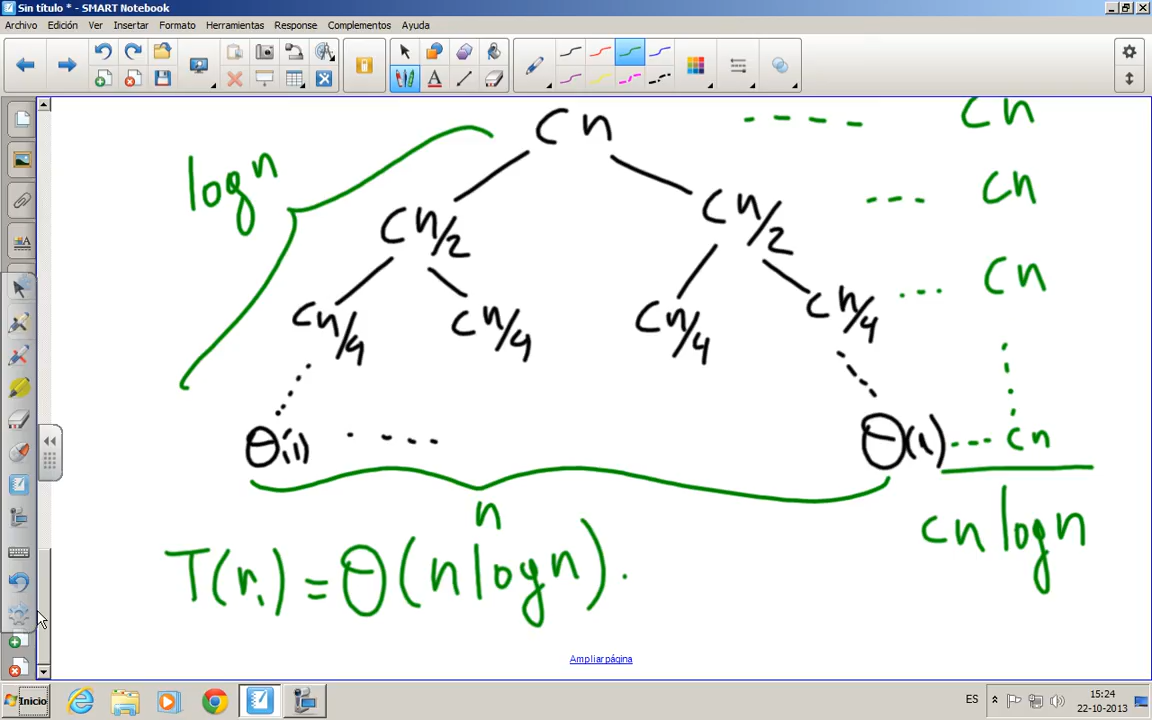 Sin título * - SMART Notebook
Archivo Edición Ver Insertar Formato Herramientas Response Complementos Ayuda
cn ---- cn
log n
cn/2 cn/2 --- cn
cn/4 cn/4 cn/4 cn/4 ... cn
Θ(1) .... Θ(1) ... cn
n
cn log n
T(n) = Θ(n log n).
Ampliar página
Inicio
ES
15:24
22-10-2013